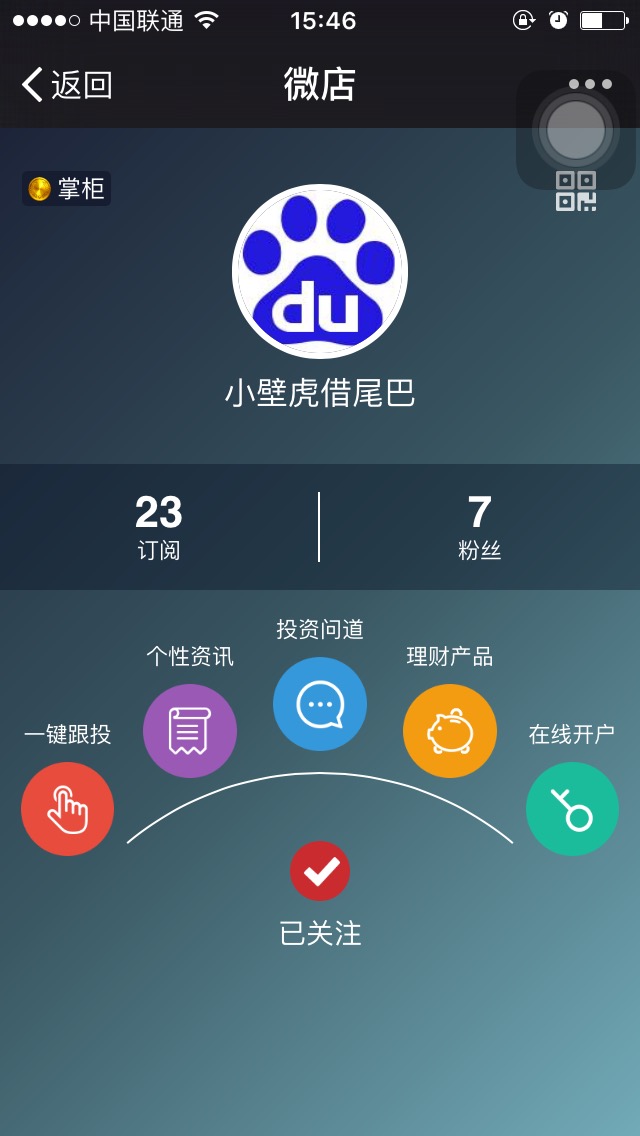 中国联通
15:46
返回
微店
掌柜
du
小壁虎借尾巴
23
订阅
7
粉丝
投资问道
个性资讯
理财产品
一键跟投
在线开户
已关注